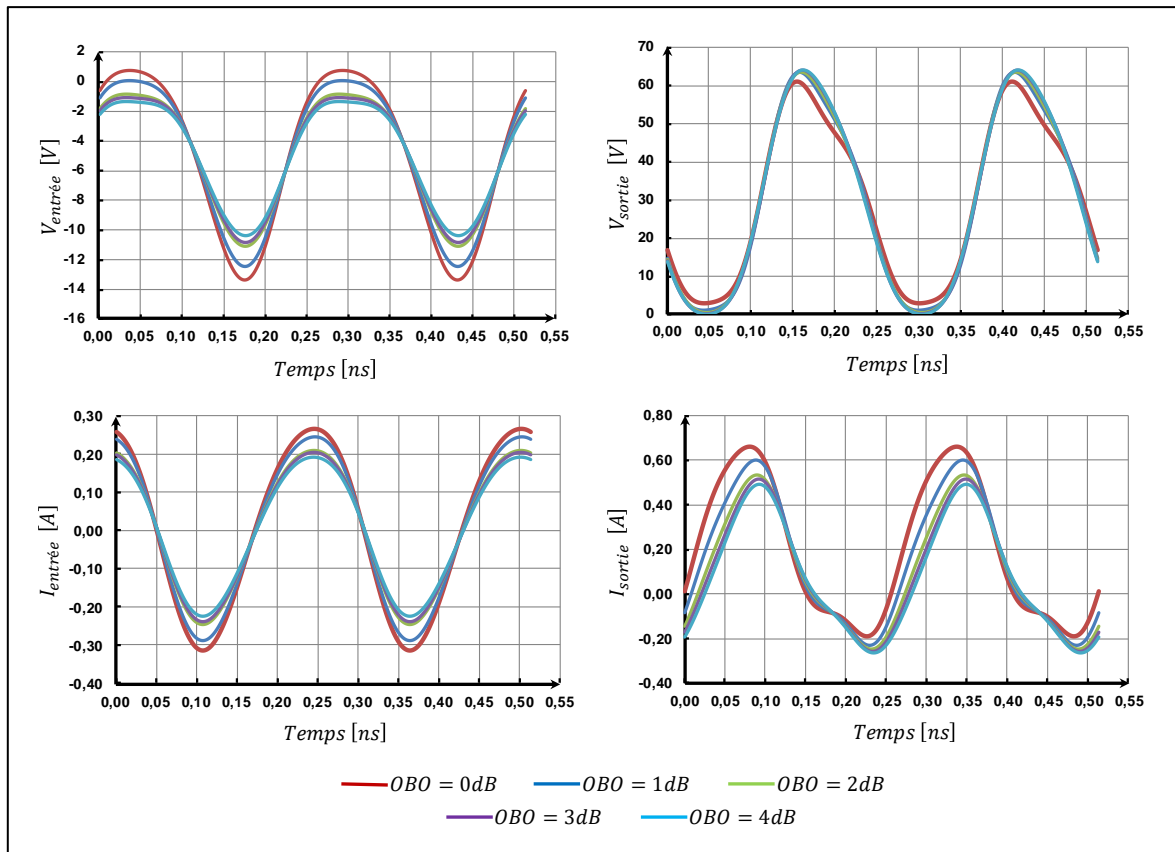 2
0
-2
-4
-6
-8
-10
-12
-14
-16
V_entrée [V]
0,00 0,05 0,10 0,15 0,20 0,25 0,30 0,35 0,40 0,45 0,50 0,55
Temps [ns]
70
60
50
40
30
20
10
0
V_sortie [V]
0,00 0,05 0,10 0,15 0,20 0,25 0,30 0,35 0,40 0,45 0,50 0,55
Temps [ns]
0,30
0,20
0,10
0,00
-0,10
-0,20
-0,30
-0,40
I_entrée [A]
0,00 0,05 0,10 0,15 0,20 0,25 0,30 0,35 0,40 0,45 0,50 0,55
Temps [ns]
0,80
0,60
0,40
0,20
0,00
-0,20
-0,40
I_sortie [A]
0,00 0,05 0,10 0,15 0,20 0,25 0,30 0,35 0,40 0,45 0,50 0,55
Temps [ns]
OBO = 0dB OBO = 1dB OBO = 2dB
OBO = 3dB OBO = 4dB